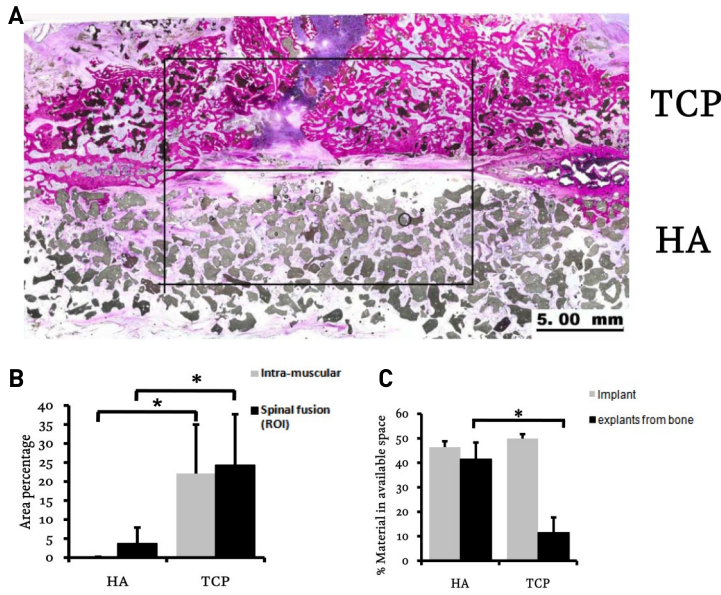 A
TCP
HA
5.00 mm
B
Intra-muscular
Spinal fusion
(ROI)
*
*
Area percentage
40
35
30
25
20
15
10
5
0
HA
TCP
C
Implant
explants from bone
*
% Material in available space
60
50
40
30
20
10
0
HA
TCP